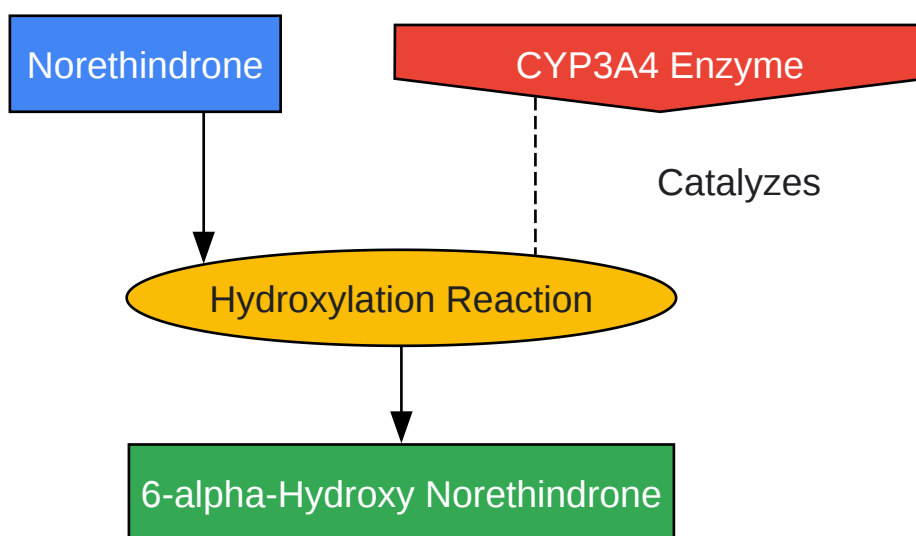 Norethindrone
CYP3A4 Enzyme
Catalyzes
Hydroxylation Reaction
6-alpha-Hydroxy Norethindrone